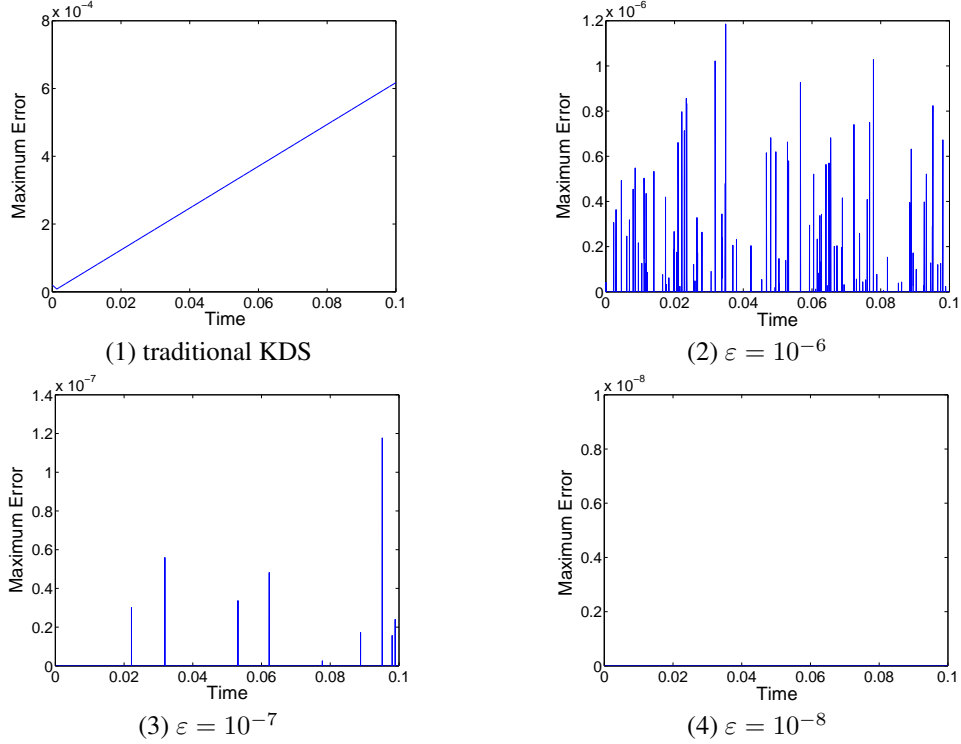 x 10⁻⁴
8
6
4
2
0
Maximum Error
0 0.02 0.04 0.06 0.08 0.1
Time
(1) traditional KDS
x 10⁻⁶
1.2
1
0.8
0.6
0.4
0.2
0
Maximum Error
0 0.02 0.04 0.06 0.08 0.1
Time
(2) ε = 10⁻⁶
x 10⁻⁷
1.4
1.2
1
0.8
0.6
0.4
0.2
0
Maximum Error
0 0.02 0.04 0.06 0.08 0.1
Time
(3) ε = 10⁻⁷
x 10⁻⁸
1
0.8
0.6
0.4
0.2
0
Maximum Error
0 0.02 0.04 0.06 0.08 0.1
Time
(4) ε = 10⁻⁸